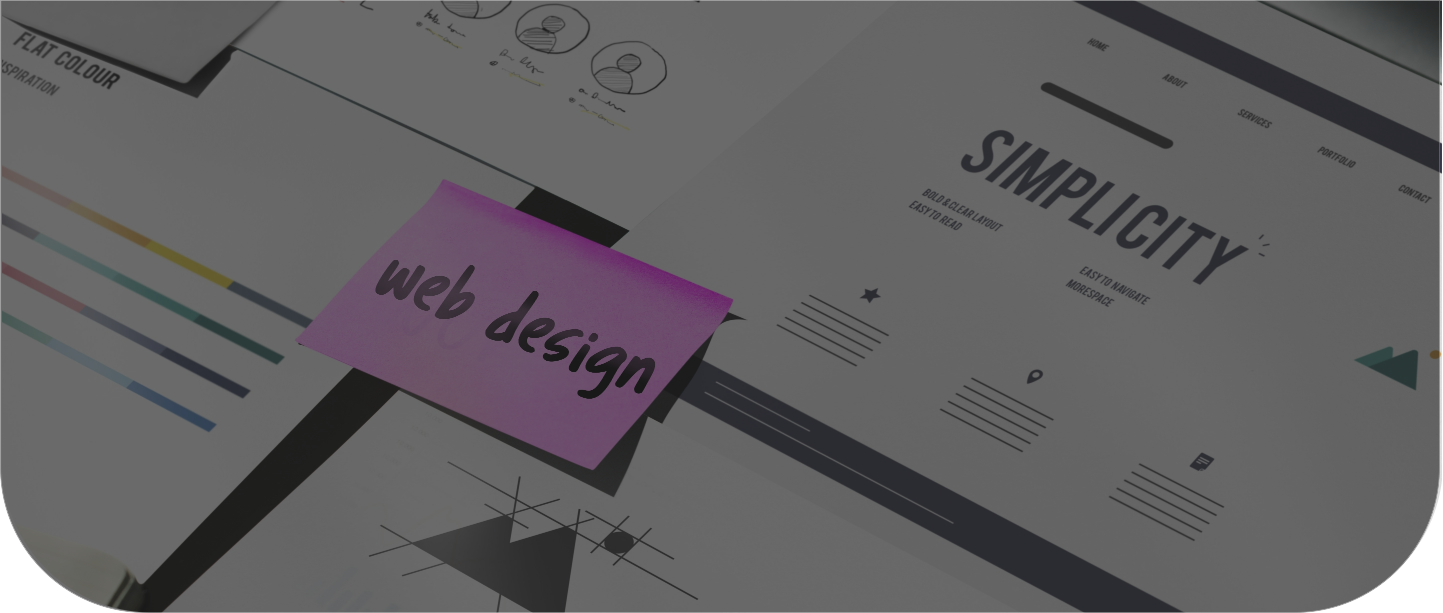 FLAT COLOUR
HOME
ABOUT
SERVICES
PORTFOLIO
CONTACT
SIMPLICITY
BOLD & CLEAR LAYOUT
EASY TO READ
EASY TO NAVIGATE
MORESPACE
web design